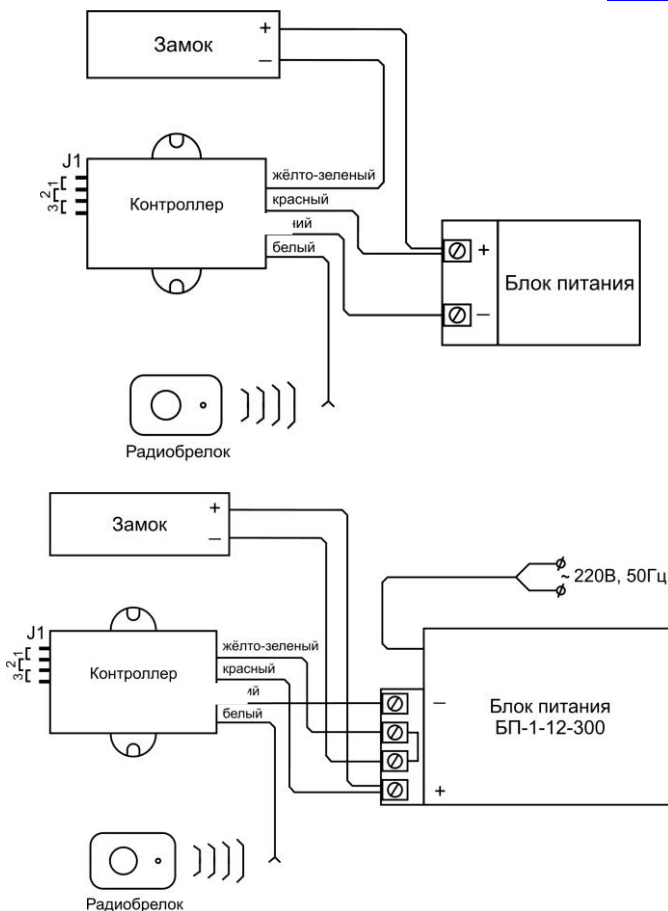 Замок
+
–
J1
1
2
3
Контроллер
жёлто-зеленый
красный
белый
+
–
Блок питания
Радиобрелок
Замок
+
–
~ 220В, 50Гц
J1
1
2
3
Контроллер
жёлто-зеленый
красный
белый
–
+
Блок питания
БП-1-12-300
Радиобрелок